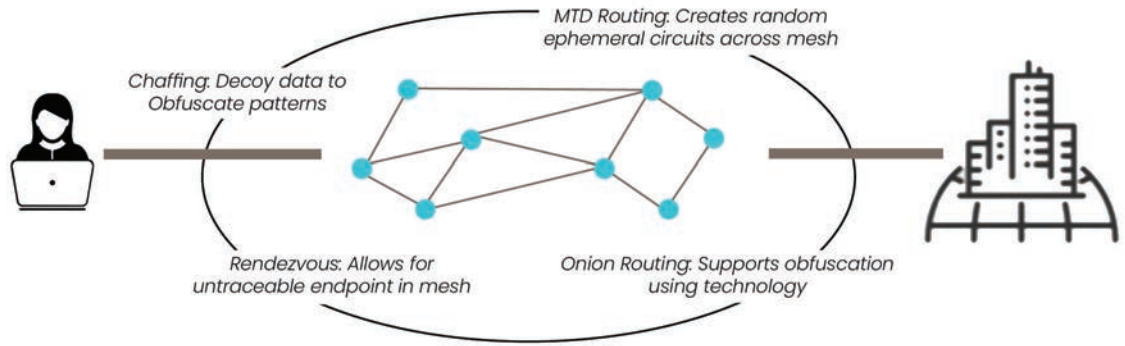 MTD Routing: Creates random
ephemeral circuits across mesh
Chaffing: Decoy data to
Obfuscate patterns
Rendezvous: Allows for
untraceable endpoint in mesh
Onion Routing: Supports obfuscation
using technology